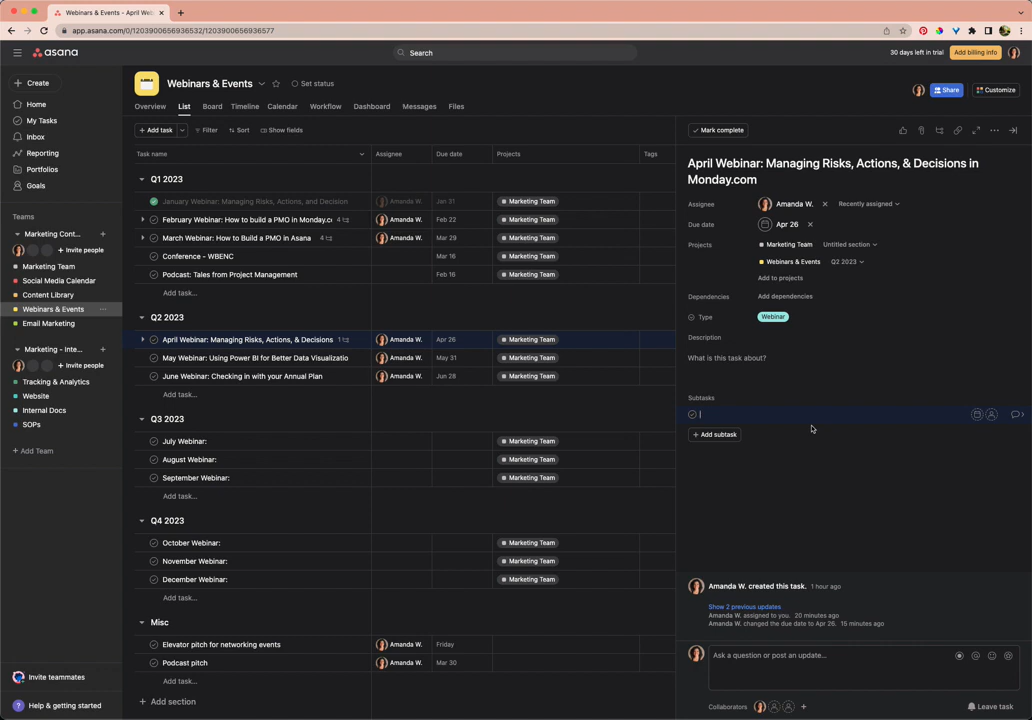 Webinars & Events - April Web
app.asana.com/0/1203900656936532/1203900656936577
asana
Search
30 days left in trial
Add billing info
Create
Home
My Tasks
Inbox
Reporting
Portfolios
Goals
Teams
Marketing Cont...
Invite people
Marketing Team
Social Media Calendar
Content Library
Webinars & Events
Email Marketing
Marketing - Inte...
Invite people
Tracking & Analytics
Website
Internal Docs
SOPs
Add Team
Invite teammates
Help & getting started
Webinars & Events
Set status
Share
Customize
Overview List Board Timeline Calendar Workflow Dashboard Messages Files
Add task Filter Sort Show fields
Task name Assignee Due date Projects Tags
Q1 2023
January Webinar: Managing Risks, Actions, and Decision Amanda W. Jan 31 Marketing Team
February Webinar: How to build a PMO in Monday.c 4 Amanda W. Feb 22 Marketing Team
March Webinar: How to Build a PMO in Asana 4 Amanda W. Mar 29 Marketing Team
Conference - WBENC Mar 16 Marketing Team
Podcast: Tales from Project Management Feb 16 Marketing Team
Add task...
Q2 2023
April Webinar: Managing Risks, Actions, & Decisions 1 Amanda W. Apr 26 Marketing Team
May Webinar: Using Power BI for Better Data Visualizatio Amanda W. May 31 Marketing Team
June Webinar: Checking in with your Annual Plan Amanda W. Jun 28 Marketing Team
Add task...
Q3 2023
July Webinar: Marketing Team
August Webinar: Marketing Team
September Webinar: Marketing Team
Add task...
Q4 2023
October Webinar: Marketing Team
November Webinar: Marketing Team
December Webinar: Marketing Team
Add task...
Misc
Elevator pitch for networking events Amanda W. Friday
Podcast pitch Amanda W. Mar 30
Add task...
Add section
Mark complete
April Webinar: Managing Risks, Actions, & Decisions in
Monday.com
Assignee Amanda W. Recently assigned
Due date Apr 26
Projects Marketing Team Untitled section
Webinars & Events Q2 2023
Add to projects
Dependencies Add dependencies
Type Webinar
Description
What is this task about?
Subtasks
Add subtask
Amanda W. created this task. 1 hour ago
Show 2 previous updates
Amanda W. assigned to you. 20 minutes ago
Amanda W. changed the due date to Apr 26. 15 minutes ago
Ask a question or post an update...
Collaborators
Leave task